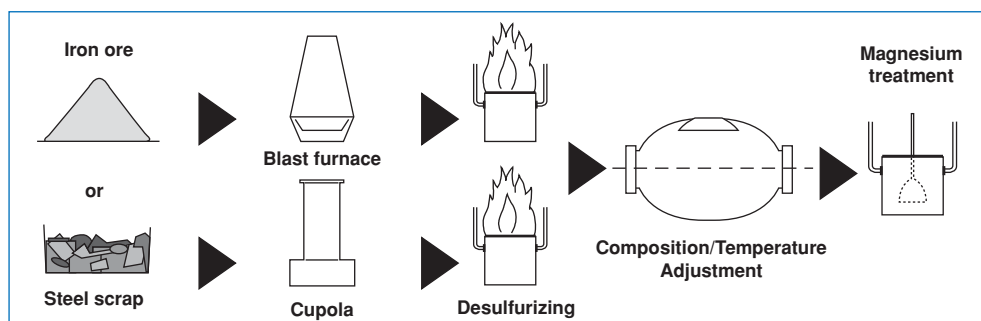 Iron ore
Blast furnace
or
Steel scrap
Cupola
Desulfurizing
Composition/Temperature
Adjustment
Magnesium
treatment